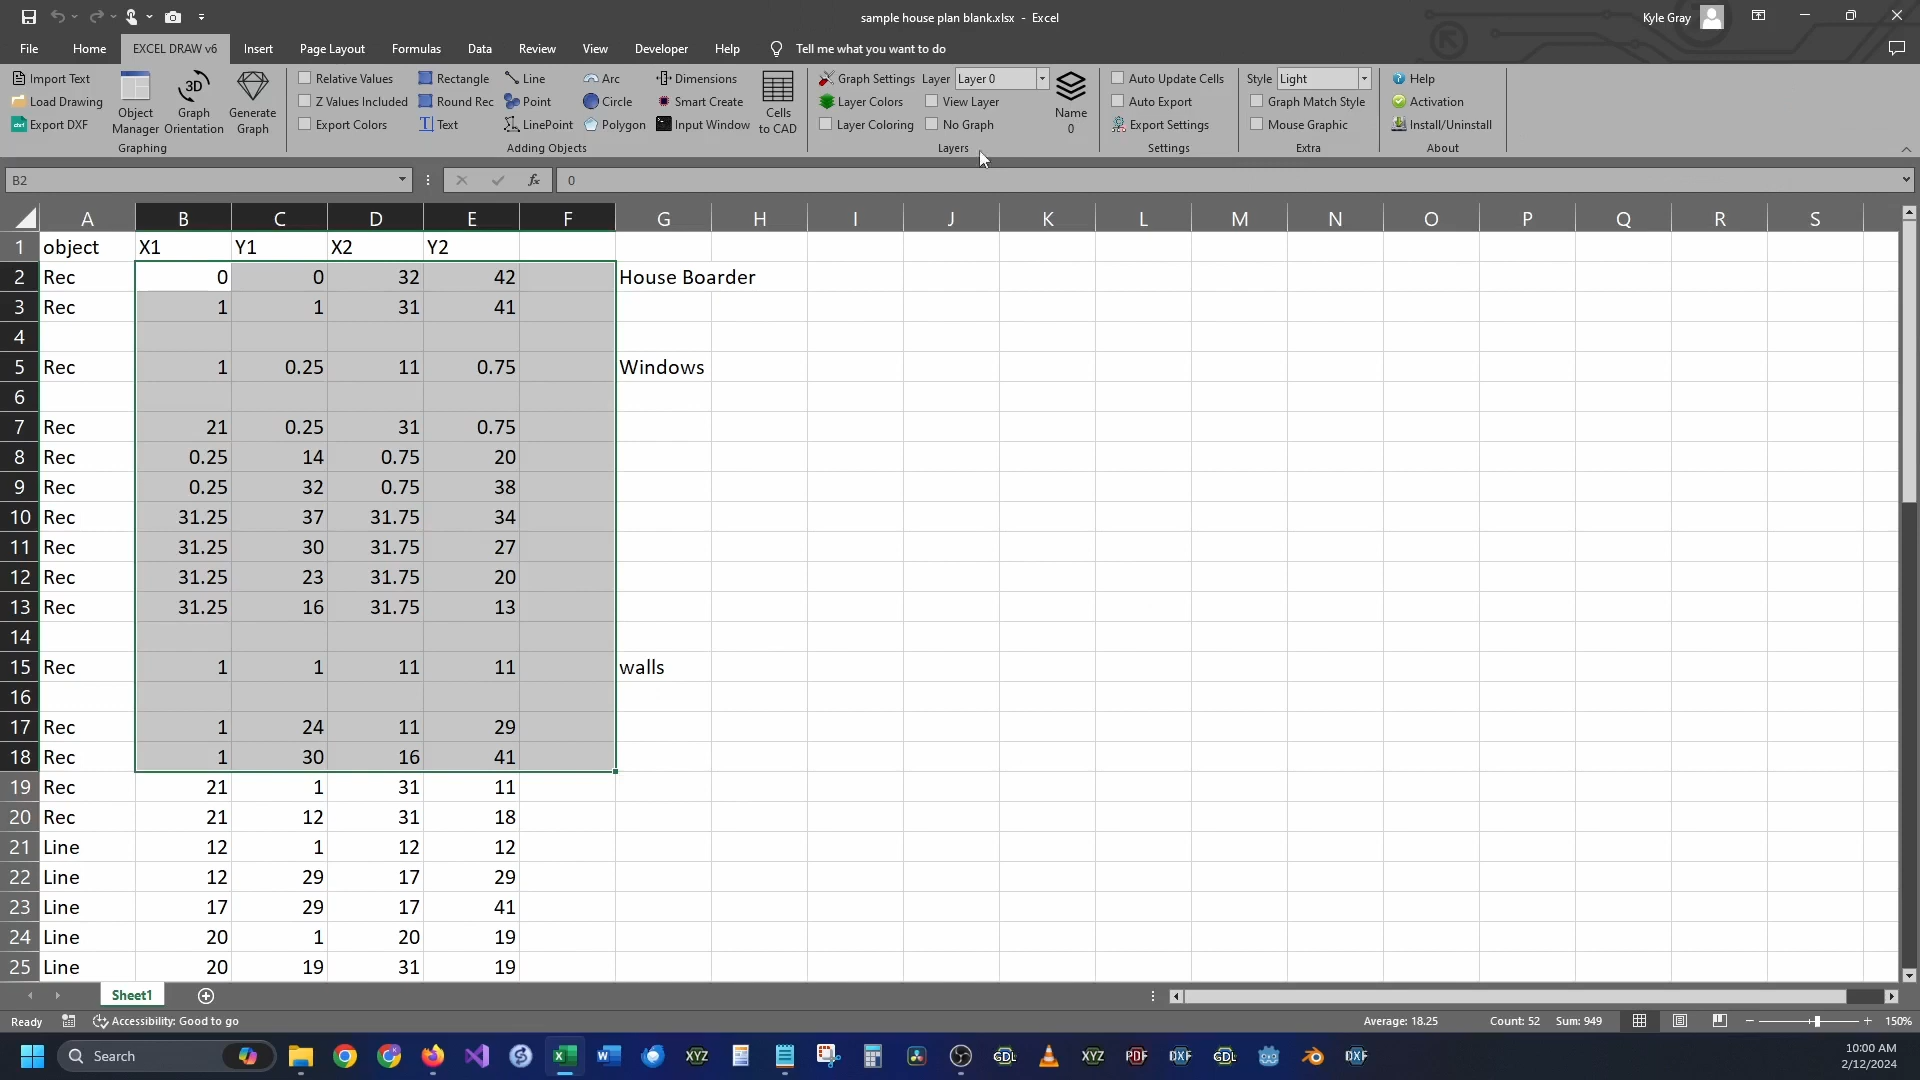 sample house plan blank.xlsx - Excel
Kyle Gray
File Home EXCEL DRAW v6 Insert Page Layout Formulas Data Review View Developer Help Tell me what you want to do
Import Text
Load Drawing
Export DXF
Object Manager
3D
Graph Orientation
Generate Graph
Graphing
Relative Values
Z Values Included
Export Colors
Rectangle Line Arc Dimensions
Round Rec Point Circle Smart Create
Text LinePoint Polygon Input Window
Cells to CAD
Adding Objects
Graph Settings Layer Layer 0
Layer Colors View Layer
Layer Coloring No Graph
Name 0
Layers
Auto Update Cells
Auto Export
Export Settings
Settings
Style Light
Graph Match Style
Mouse Graphic
Extra
Help
Activation
Install/Uninstall
About
B2 fx 0
A B C D E F G H I J K L M N O P Q R S
1 object X1 Y1 X2 Y2
2 Rec 0 0 32 42 House Boarder
3 Rec 1 1 31 41
4
5 Rec 1 0.25 11 0.75 Windows
6
7 Rec 21 0.25 31 0.75
8 Rec 0.25 14 0.75 20
9 Rec 0.25 32 0.75 38
10 Rec 31.25 37 31.75 34
11 Rec 31.25 30 31.75 27
12 Rec 31.25 23 31.75 20
13 Rec 31.25 16 31.75 13
14
15 Rec 1 1 11 11 walls
16
17 Rec 1 24 11 29
18 Rec 1 30 16 41
19 Rec 21 1 31 11
20 Rec 21 12 31 18
21 Line 12 1 12 12
22 Line 12 29 17 29
23 Line 17 29 17 41
24 Line 20 1 20 19
25 Line 20 19 31 19
Sheet1
Ready Accessibility: Good to go Average: 18.25 Count: 52 Sum: 949 150%
Search XYZ GDL XYZ PDF DXF GDL DXF
10:00 AM
2/12/2024